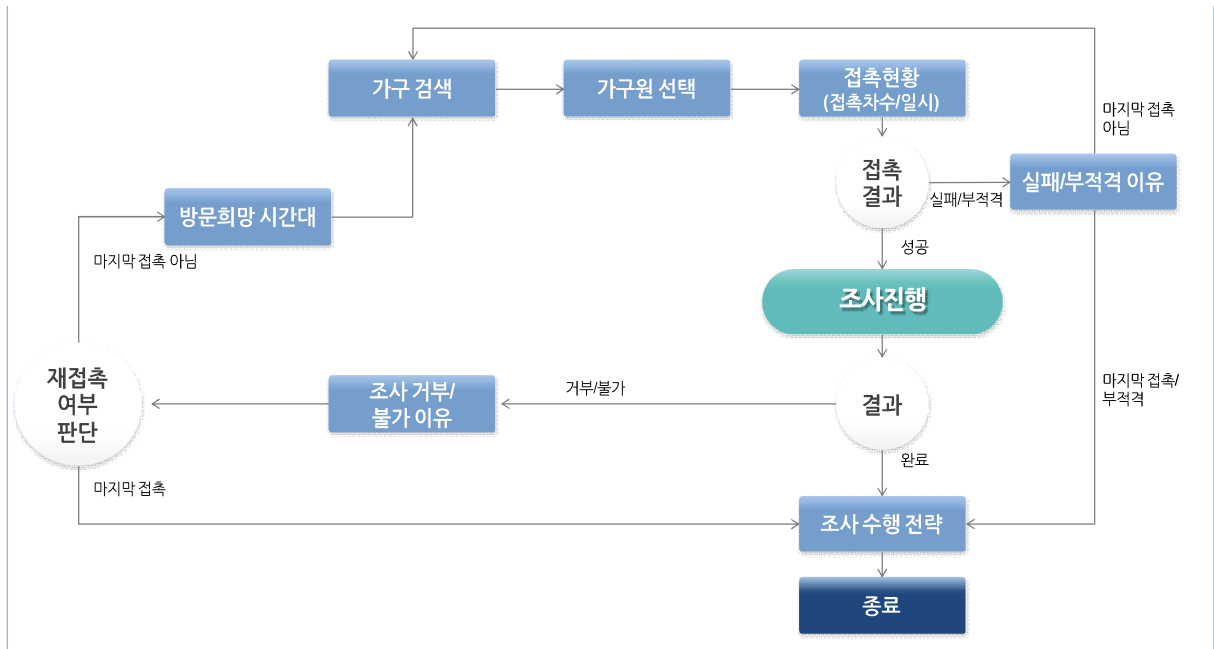 가구 검색
가구원 선택
접촉현황
(접촉차수/일시)
마지막 접촉
아님
접촉
결과
실패/부적격
실패/부적격 이유
방문희망 시간대
마지막 접촉 아님
성공
조사진행
재접촉
여부
판단
조사 거부/
불가 이유
거부/불가
결과
마지막 접촉/
부적격
완료
마지막 접촉
조사 수행 전략
종료